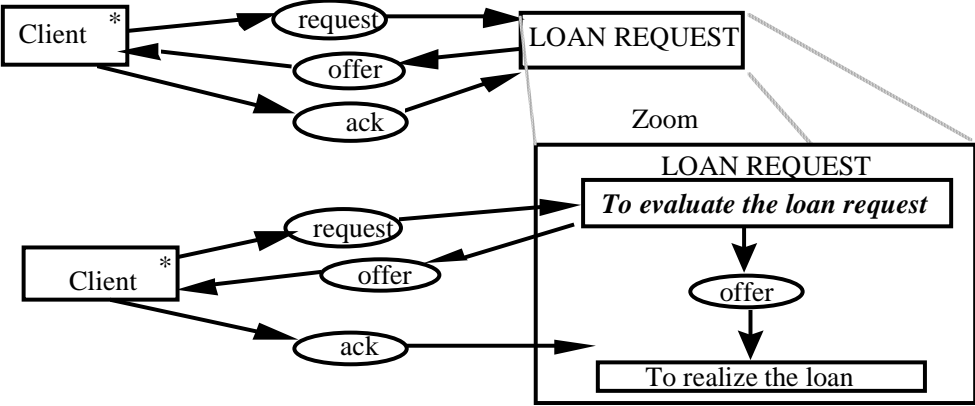 Client *
request
LOAN REQUEST
offer
ack
Zoom
LOAN REQUEST
To evaluate the loan request
request
Client *
offer
offer
ack
To realize the loan